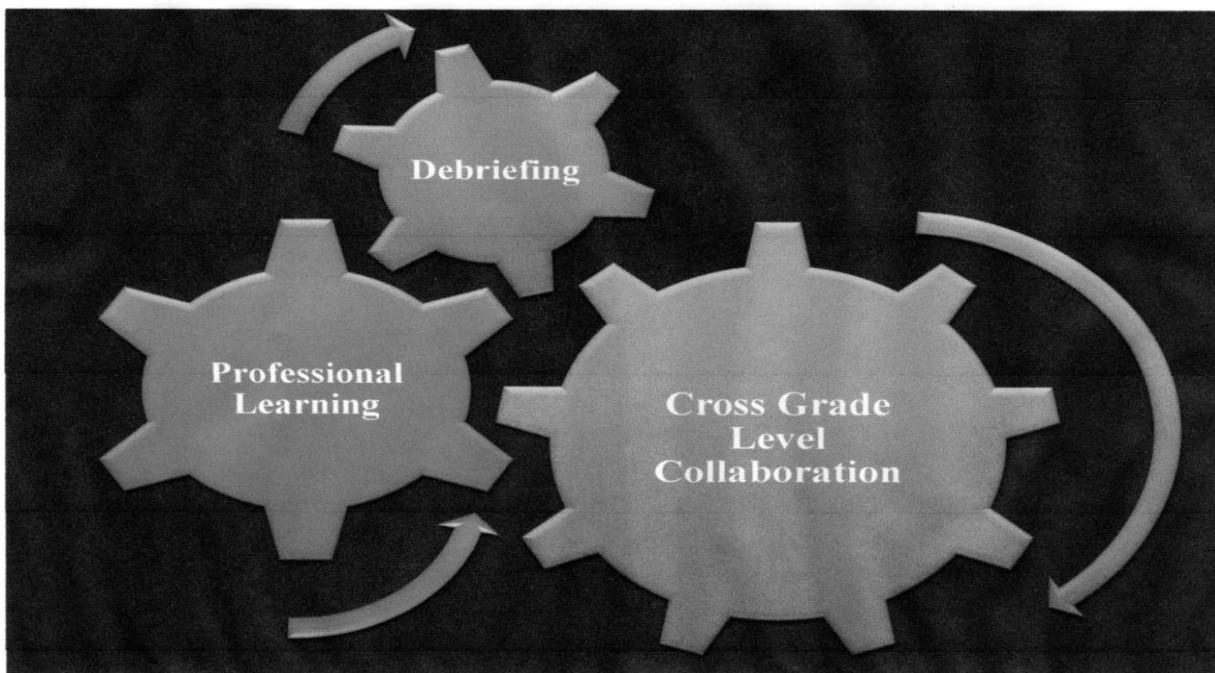 Debriefing
Professional
Learning
Cross Grade
Level
Collaboration